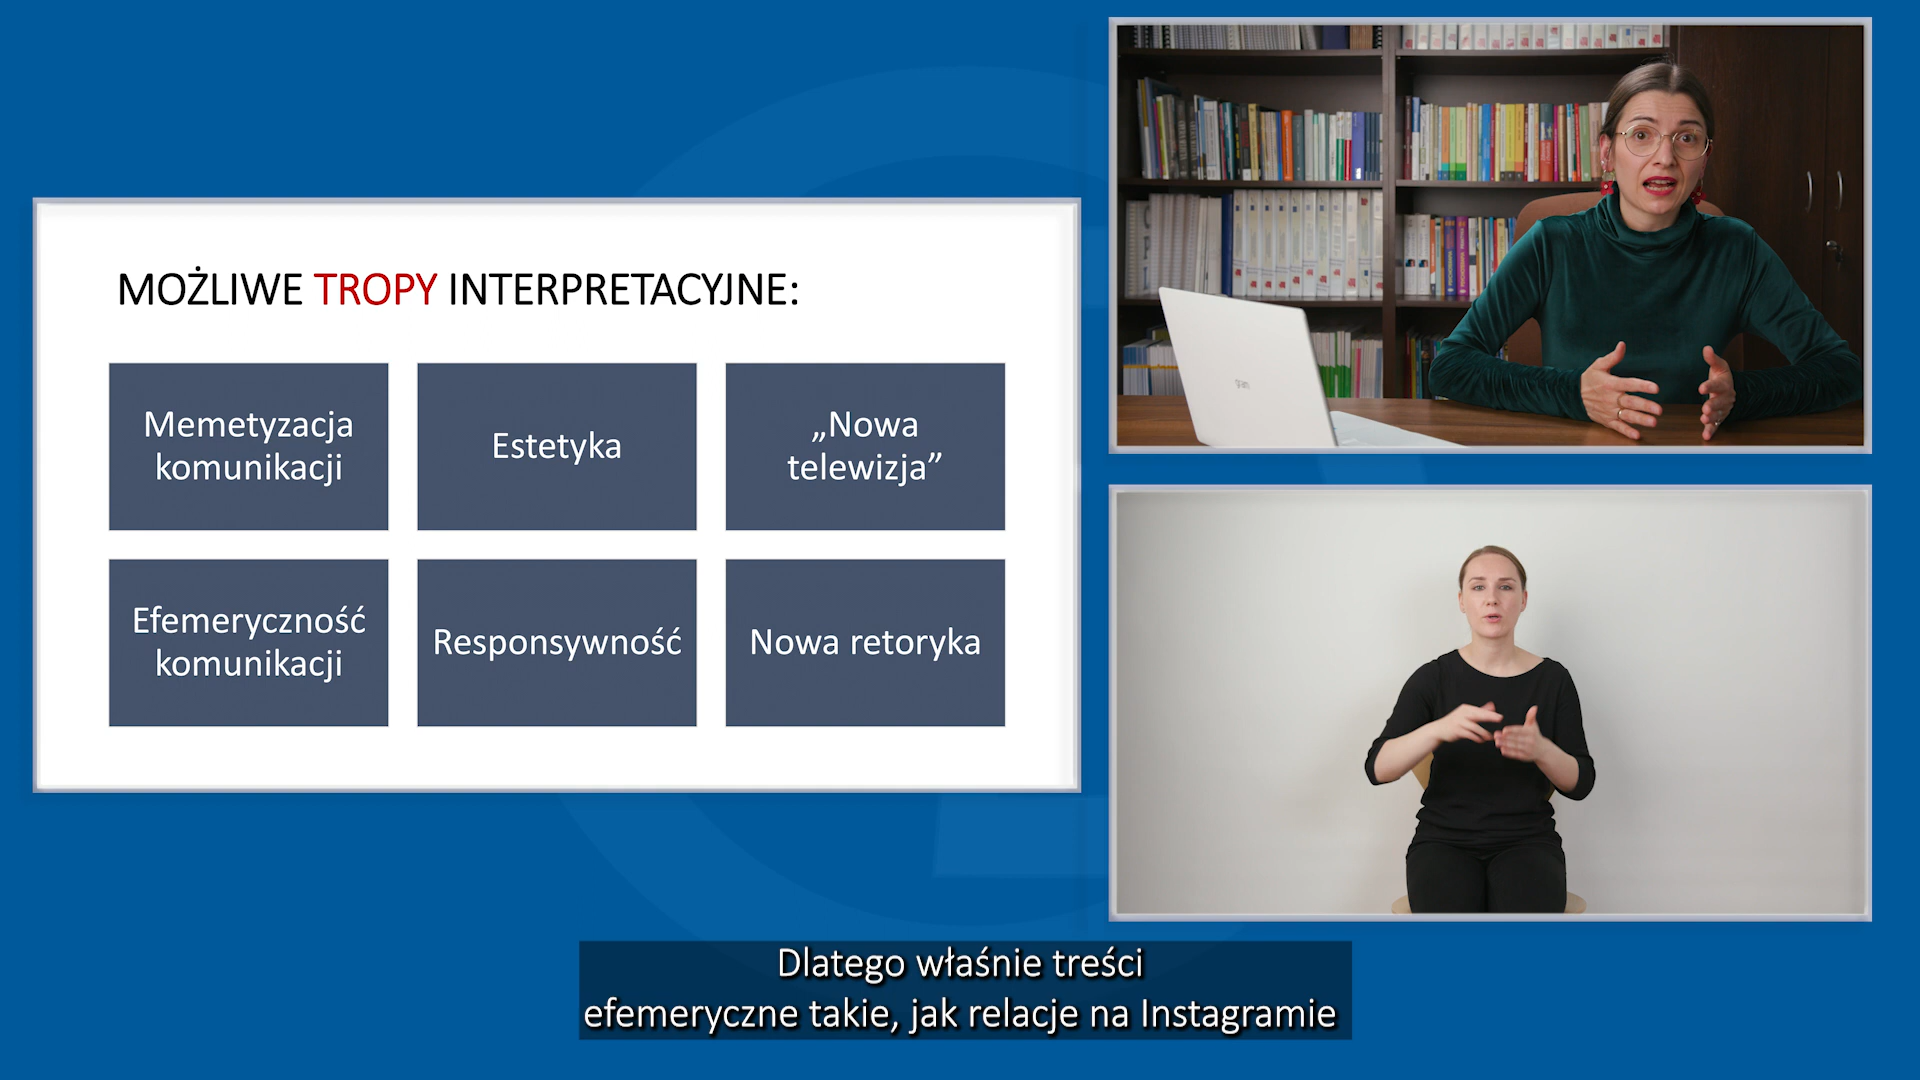 MOŻLIWE TROPY INTERPRETACYJNE:
Memetyzacja
komunikacji
Estetyka
„Nowa
telewizja”
Efemeryczność
komunikacji
Responsywność
Nowa retoryka
gram
Dlatego właśnie treści
efemeryczne takie, jak relacje na Instagramie